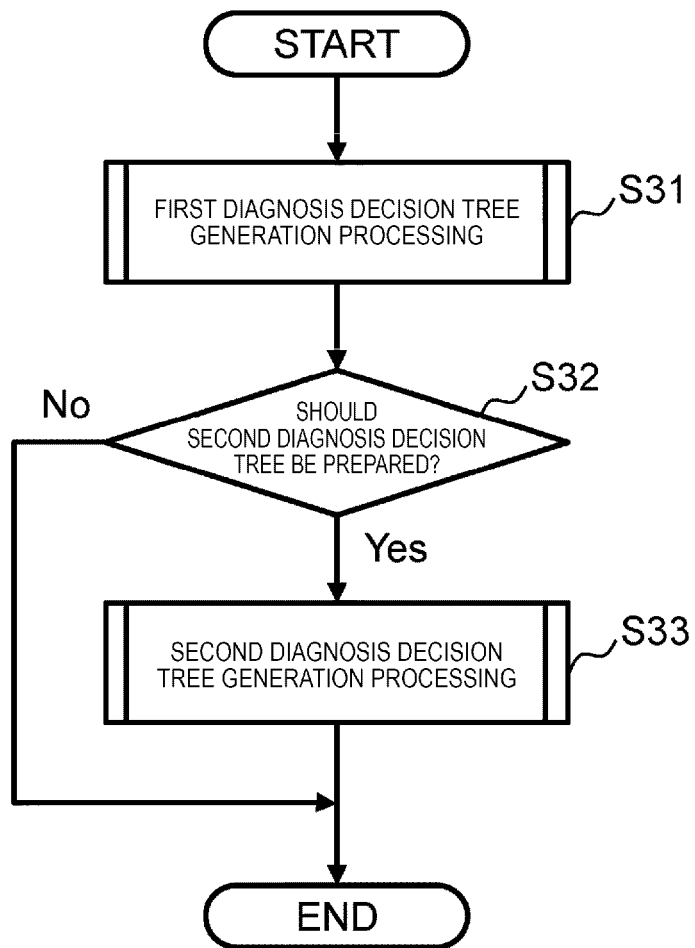 START
FIRST DIAGNOSIS DECISION TREE
GENERATION PROCESSING
S31
SHOULD
SECOND DIAGNOSIS DECISION
TREE BE PREPARED?
S32
No
Yes
SECOND DIAGNOSIS DECISION
TREE GENERATION PROCESSING
S33
END